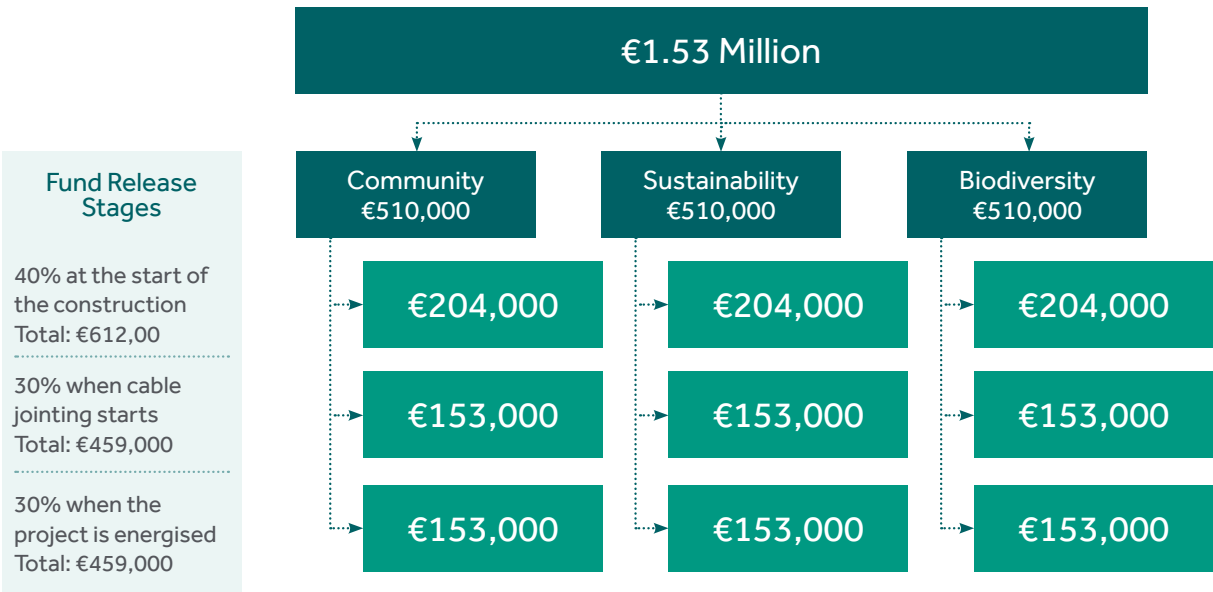 €1.53 Million
Community
€510,000
Sustainability
€510,000
Biodiversity
€510,000
Fund Release
Stages
40% at the start of
the construction
Total: €612,00
€204,000
€204,000
€204,000
30% when cable
jointing starts
Total: €459,000
€153,000
€153,000
€153,000
30% when the
project is energised
Total: €459,000
€153,000
€153,000
€153,000